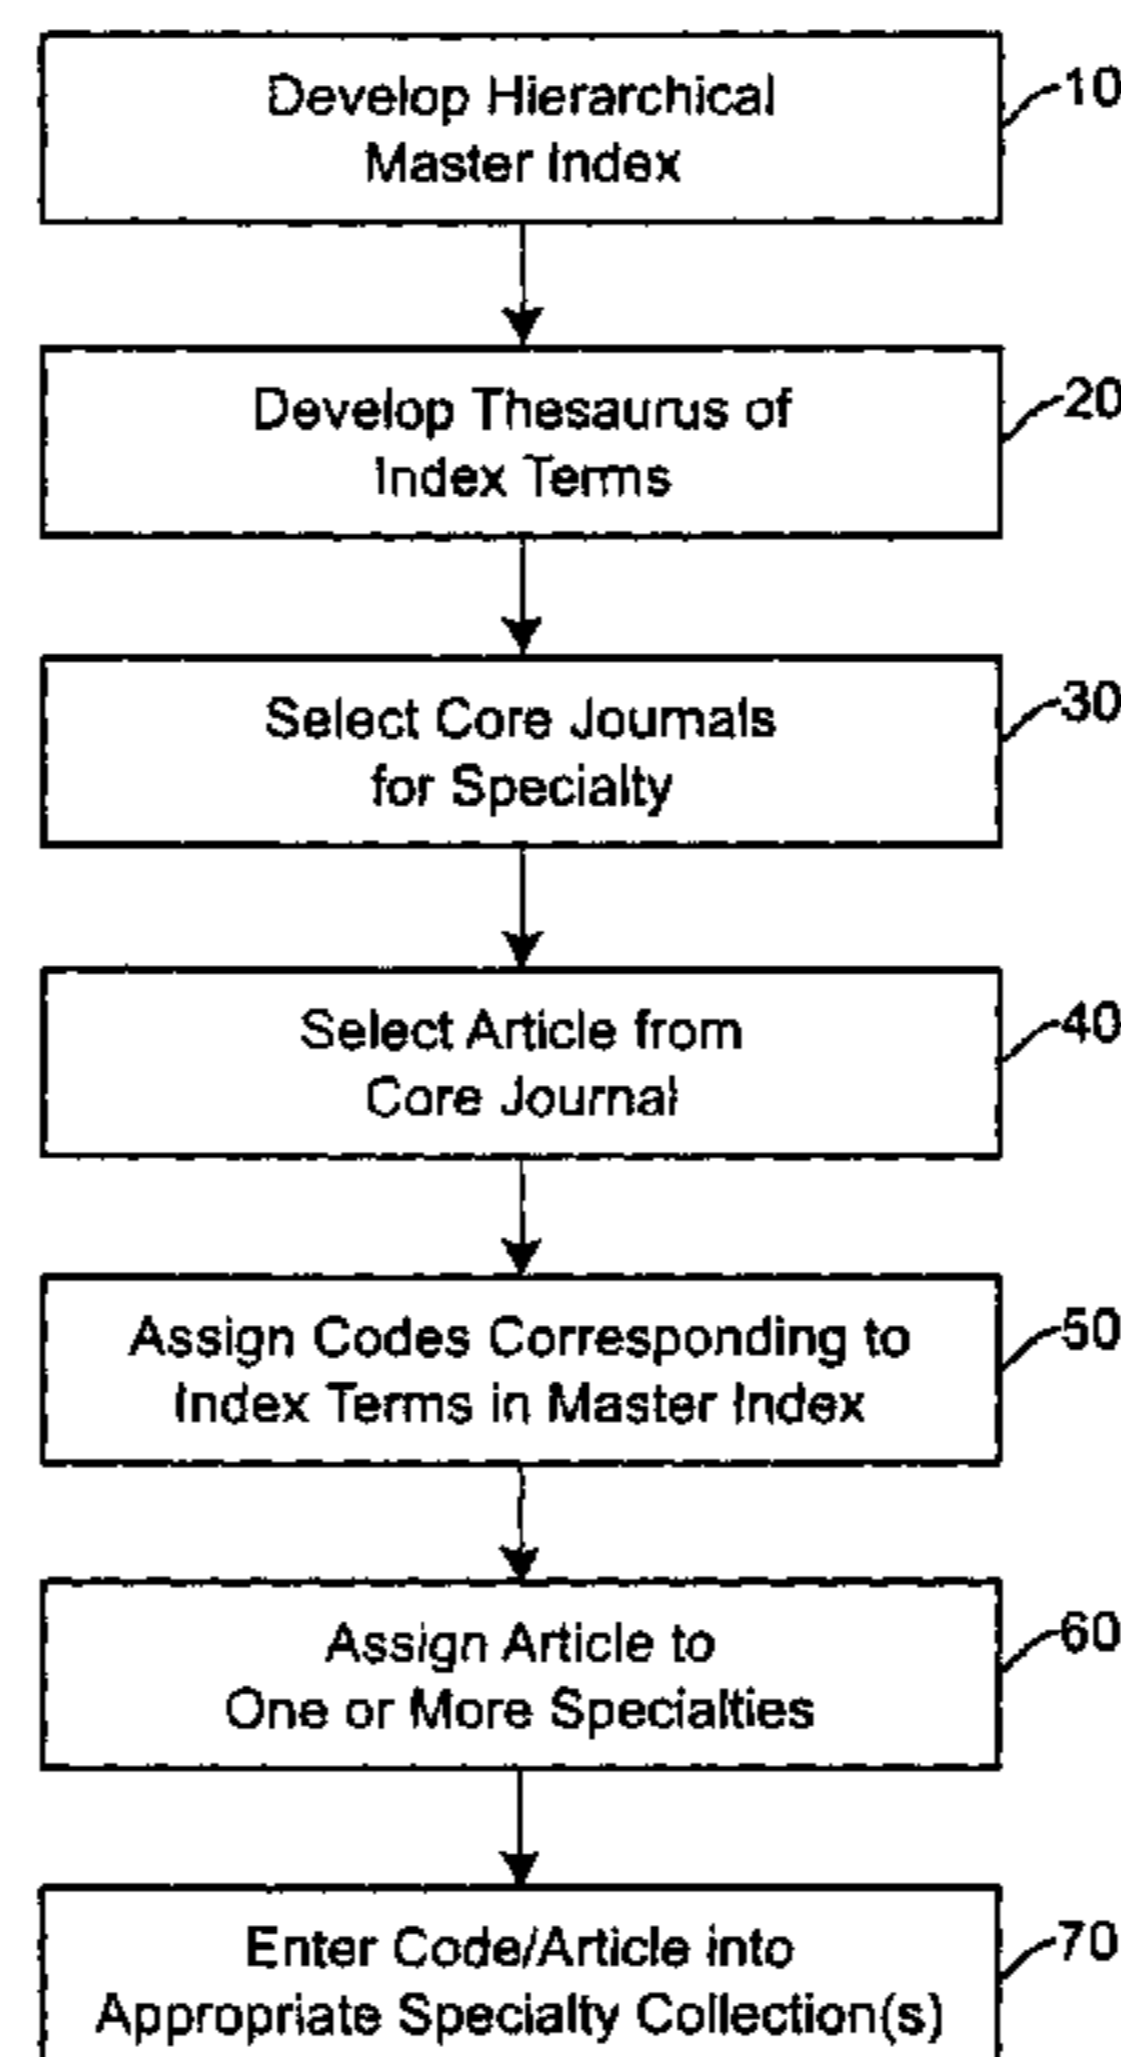 Develop Hierarchical
Master Index
10
Develop Thesaurus of
Index Terms
20
Select Core Journals
for Specialty
30
Select Article from
Core Journal
40
Assign Codes Corresponding to
Index Terms in Master Index
50
Assign Article to
One or More Specialties
60
Enter Code/Article into
Appropriate Specialty Collection(s)
70